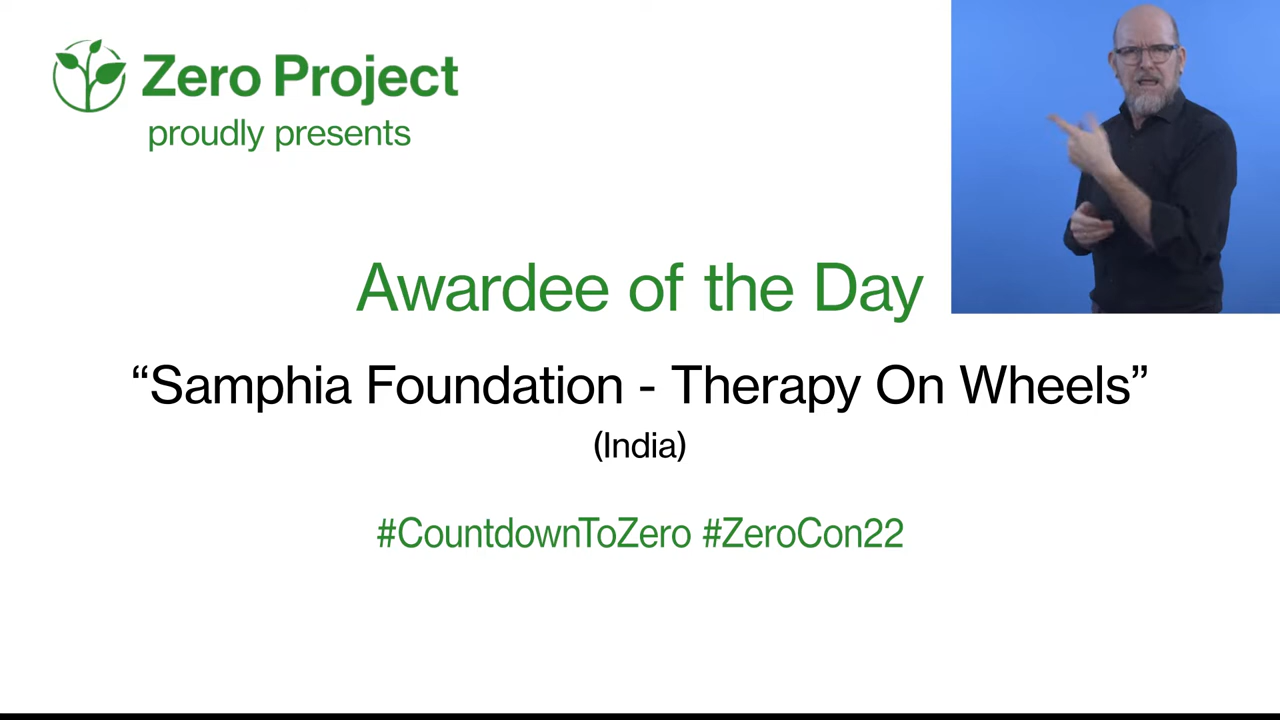 Zero Project
proudly presents
Awardee of the Day
“Samphia Foundation - Therapy On Wheels”
(India)
#CountdownToZero #ZeroCon22